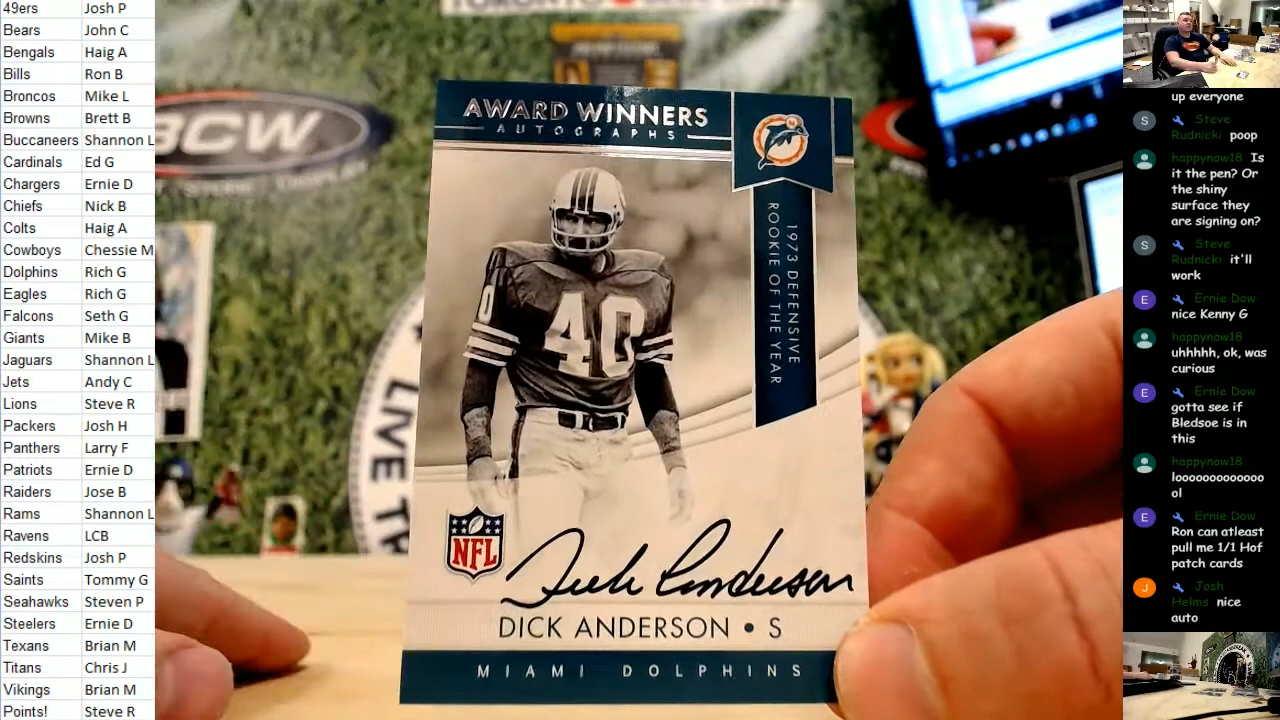 49ers Josh P
Bears John C
Bengals Haig A
Bills Ron B
Broncos Mike L
Browns Brett B
Buccaneers Shannon L
Cardinals Ed G
Chargers Ernie D
Chiefs Nick B
Colts Haig A
Cowboys Chessie M
Dolphins Rich G
Eagles Rich G
Falcons Seth G
Giants Mike B
Jaguars Shannon L
Jets Andy C
Lions Steve R
Packers Josh H
Panthers Larry F
Patriots Ernie D
Raiders Jose B
Rams Shannon L
Ravens LCB
Redskins Josh P
Saints Tommy G
Seahawks Steven P
Steelers Ernie D
Texans Brian M
Titans Chris J
Vikings Brian M
Points! Steve R
BCW
LIVE
AWARD WINNERS
AUTOGRAPHS
1973 DEFENSIVE
ROOKIE OF THE YEAR
40
NFL
Dick Anderson
DICK ANDERSON • S
MIAMI DOLPHINS
up everyone
S Steve
Rudnicki poop
happynow18 Is
it the pen? Or
the shiny
surface they
are signing on?
S Steve
Rudnicki it'll
work
E Ernie Dow
nice Kenny G
happynow18
uhhhhh, ok, was
curious
E Ernie Dow
gotta see if
Bledsoe is in
this
happynow18
looooooooooooo
ol
E Ernie Dow
Ron can atleast
pull me 1/1 Hof
patch cards
J Josh
Helms nice
auto